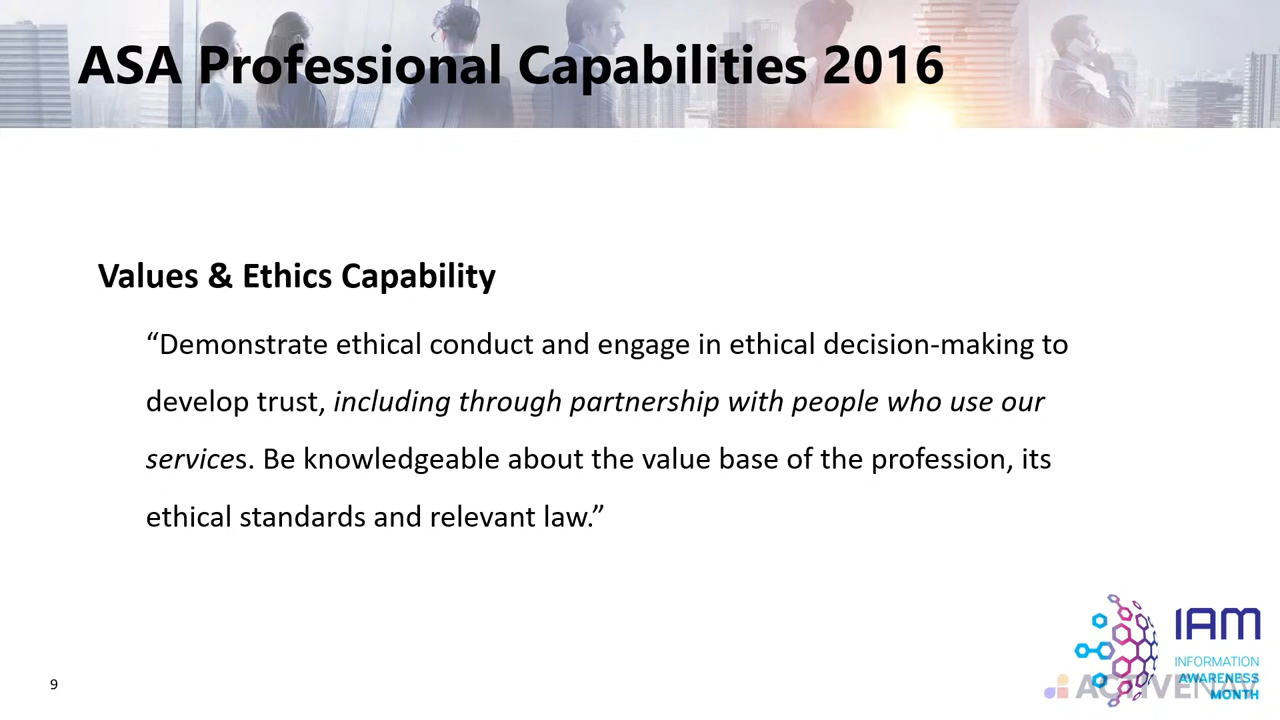 ASA Professional Capabilities 2016
Values & Ethics Capability
“Demonstrate ethical conduct and engage in ethical decision-making to
develop trust, including through partnership with people who use our
services. Be knowledgeable about the value base of the profession, its
ethical standards and relevant law.”
IAM
INFORMATION
AWARENESS
MONTH
ACTIVENAV
9